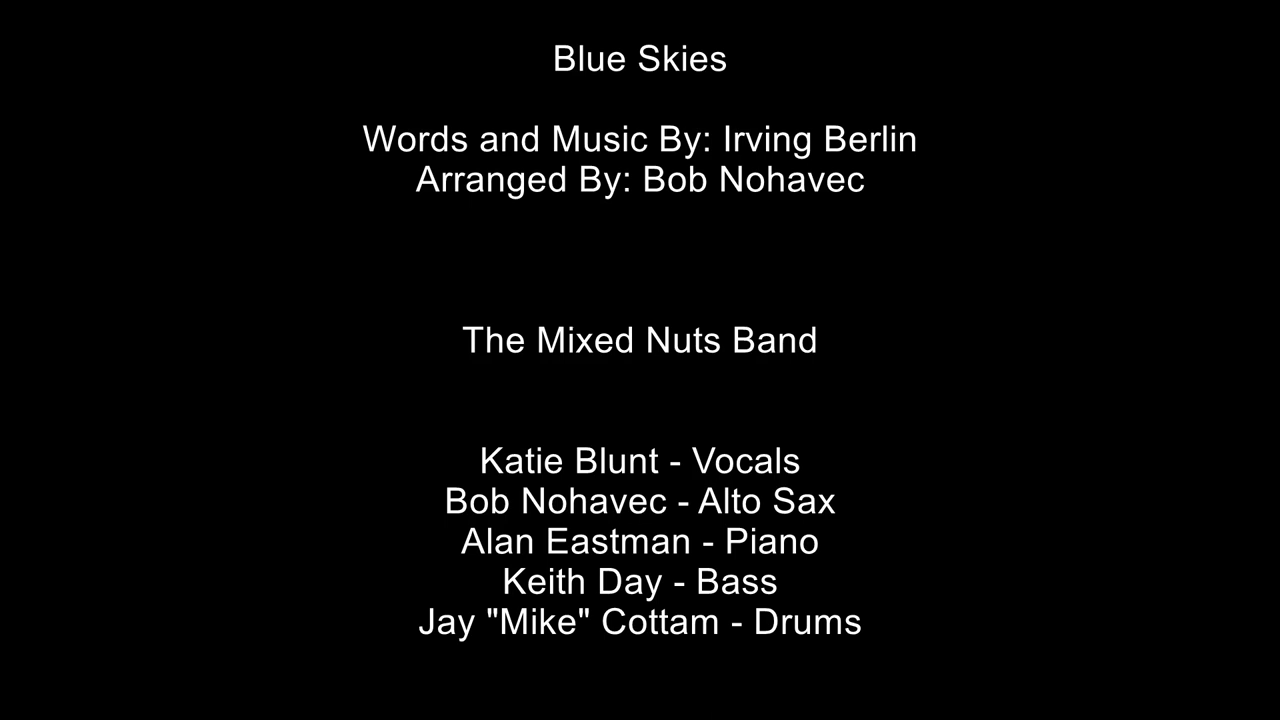 Blue Skies
Words and Music By: Irving Berlin
Arranged By: Bob Nohavec
The Mixed Nuts Band
Katie Blunt - Vocals
Bob Nohavec - Alto Sax
Alan Eastman - Piano
Keith Day - Bass
Jay "Mike" Cottam - Drums